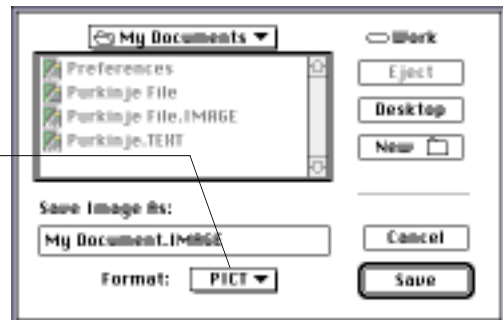 My Documents
Work
Preferences
Purkinje File
Purkinje File.IMAGE
Purkinje.TEXT
Eject
Desktop
New
Save Image As:
My Document.IMAGE
Cancel
Format: PICT
Save